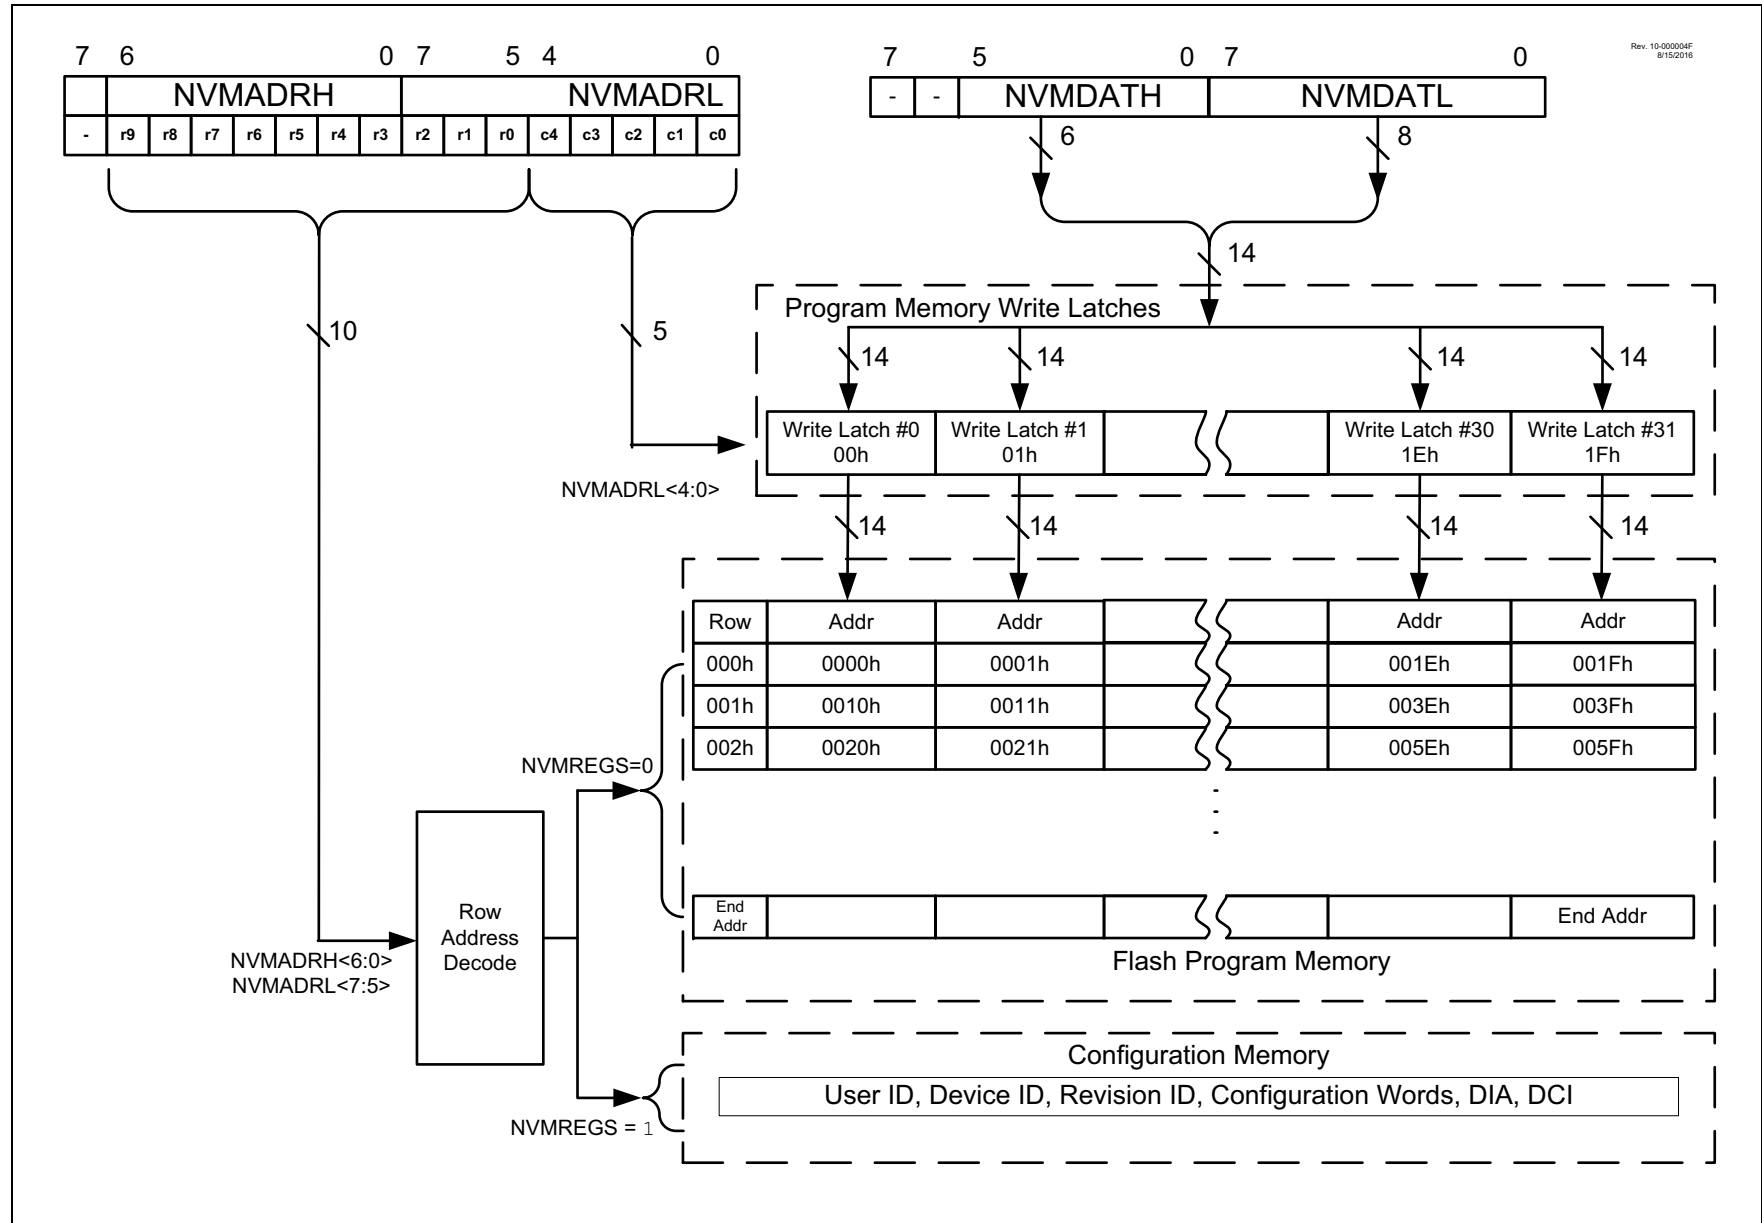 7 6 0 7 5 4 0
7 5 0 7 0
Rev. 10-000004F
8/15/2016
NVMADRH NVMADRL
- - NVMDATH NVMDATL
- r9 r8 r7 r6 r5 r4 r3 r2 r1 r0 c4 c3 c2 c1 c0
6 8
14
Program Memory Write Latches
10 5
14 14 14 14
Write Latch #0 Write Latch #1 Write Latch #30 Write Latch #31
00h 01h 1Eh 1Fh
NVMADRL<4:0>
14 14 14 14
Row Addr Addr Addr Addr
000h 0000h 0001h 001Eh 001Fh
001h 0010h 0011h 003Eh 003Fh
002h 0020h 0021h 005Eh 005Fh
NVMREGS=0
End
Addr
End Addr
Row
Address
Decode
NVMADRH<6:0>
NVMADRL<7:5>
Flash Program Memory
Configuration Memory
User ID, Device ID, Revision ID, Configuration Words, DIA, DCI
NVMREGS = 1